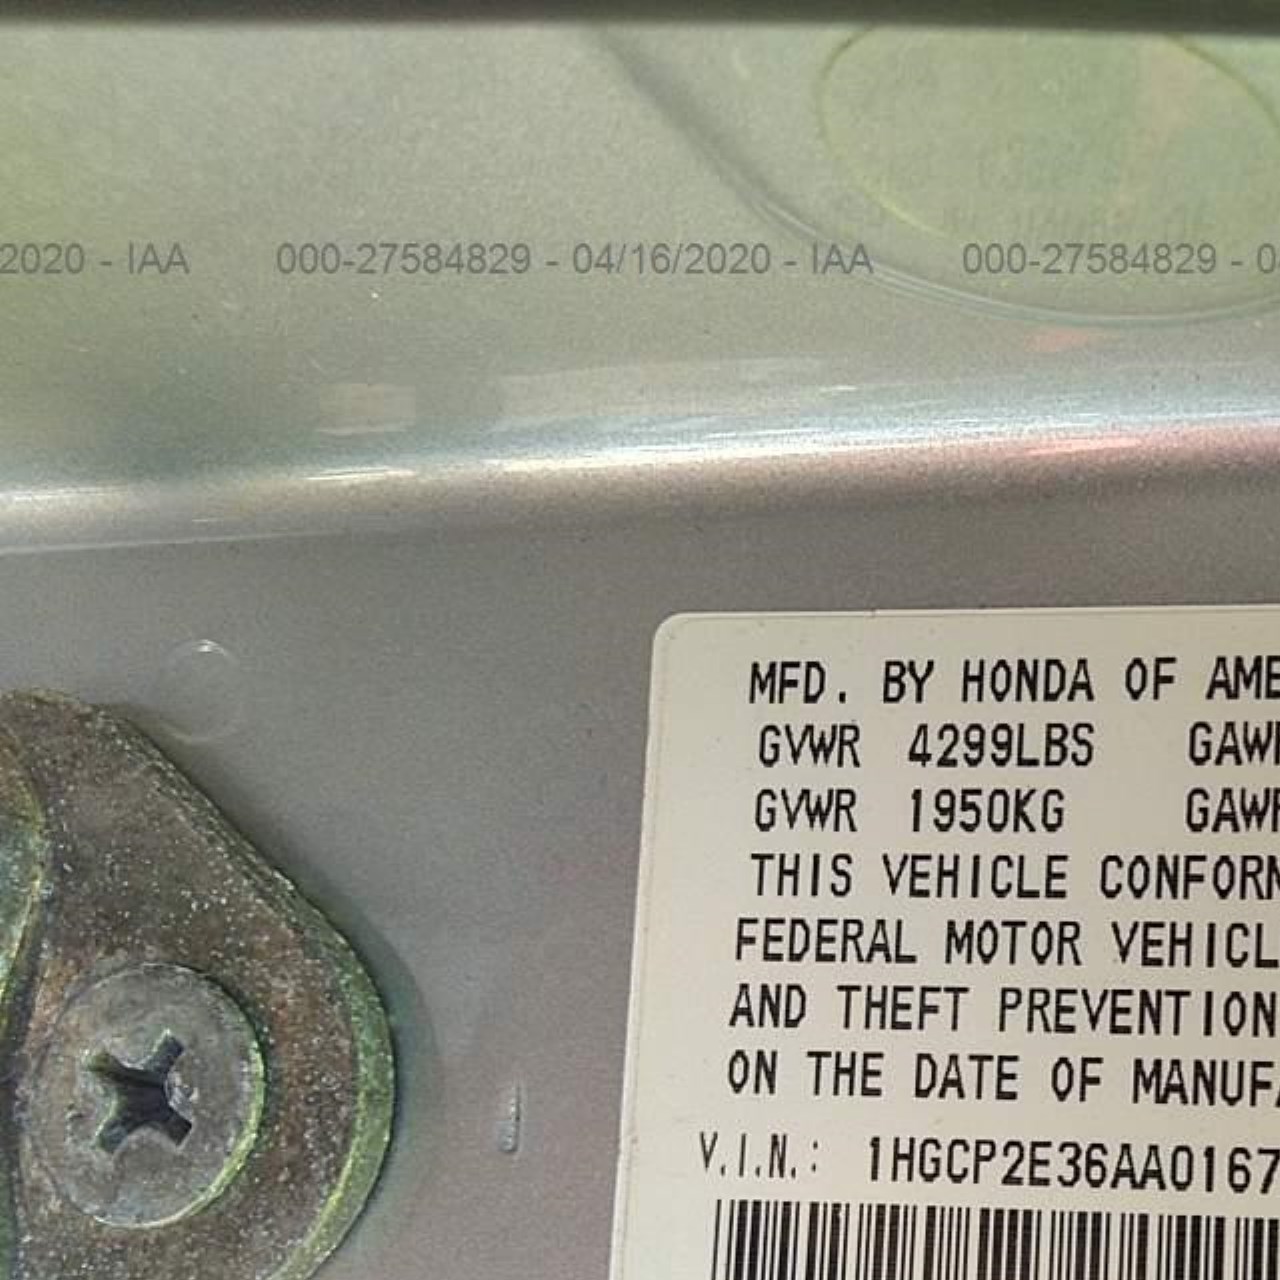 2020 - IAA 000-27584829 - 04/16/2020 - IAA 000-27584829 - 0
MFD. BY HONDA OF AME
GVWR 4299LBS GAW
GVWR 1950KG GAW
THIS VEHICLE CONFOR
FEDERAL MOTOR VEHICL
AND THEFT PREVENTION
ON THE DATE OF MANUF
V.I.N.: 1HGCP2E36AA0167